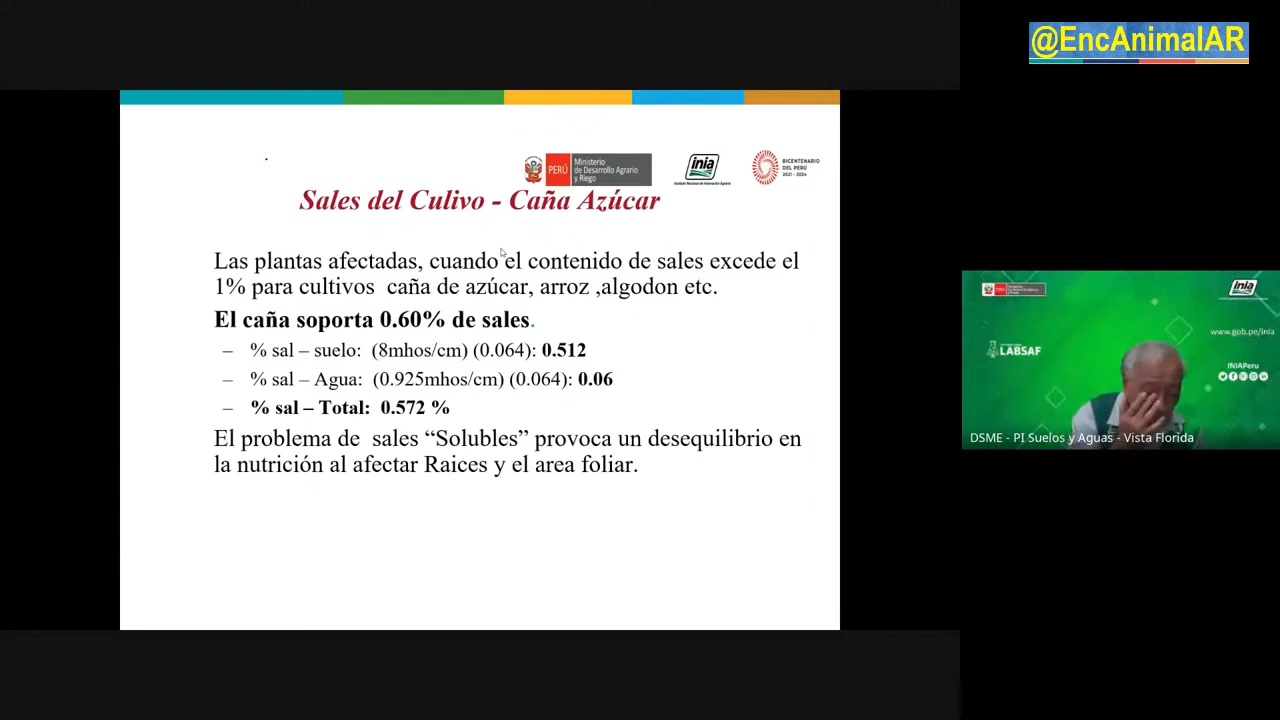 @EncAnimalAR
.
PERÚ
Ministerio
de Desarrollo Agrario
y Riego
inia
Instituto Nacional de Innovación Agraria
BICENTENARIO
DEL PERÚ
2021 - 2024
Sales del Culivo - Caña Azúcar
Las plantas afectadas, cuando el contenido de sales excede el
1% para cultivos caña de azúcar, arroz ,algodon etc.
El caña soporta 0.60% de sales.
– % sal – suelo: (8mhos/cm) (0.064): 0.512
– % sal – Agua: (0.925mhos/cm) (0.064): 0.06
– % sal – Total: 0.572 %
El problema de sales “Solubles” provoca un desequilibrio en
la nutrición al afectar Raices y el area foliar.
inia
www.gob.pe/inia
LABSAF
INIAPeru
DSME - PI Suelos y Aguas - Vista Florida